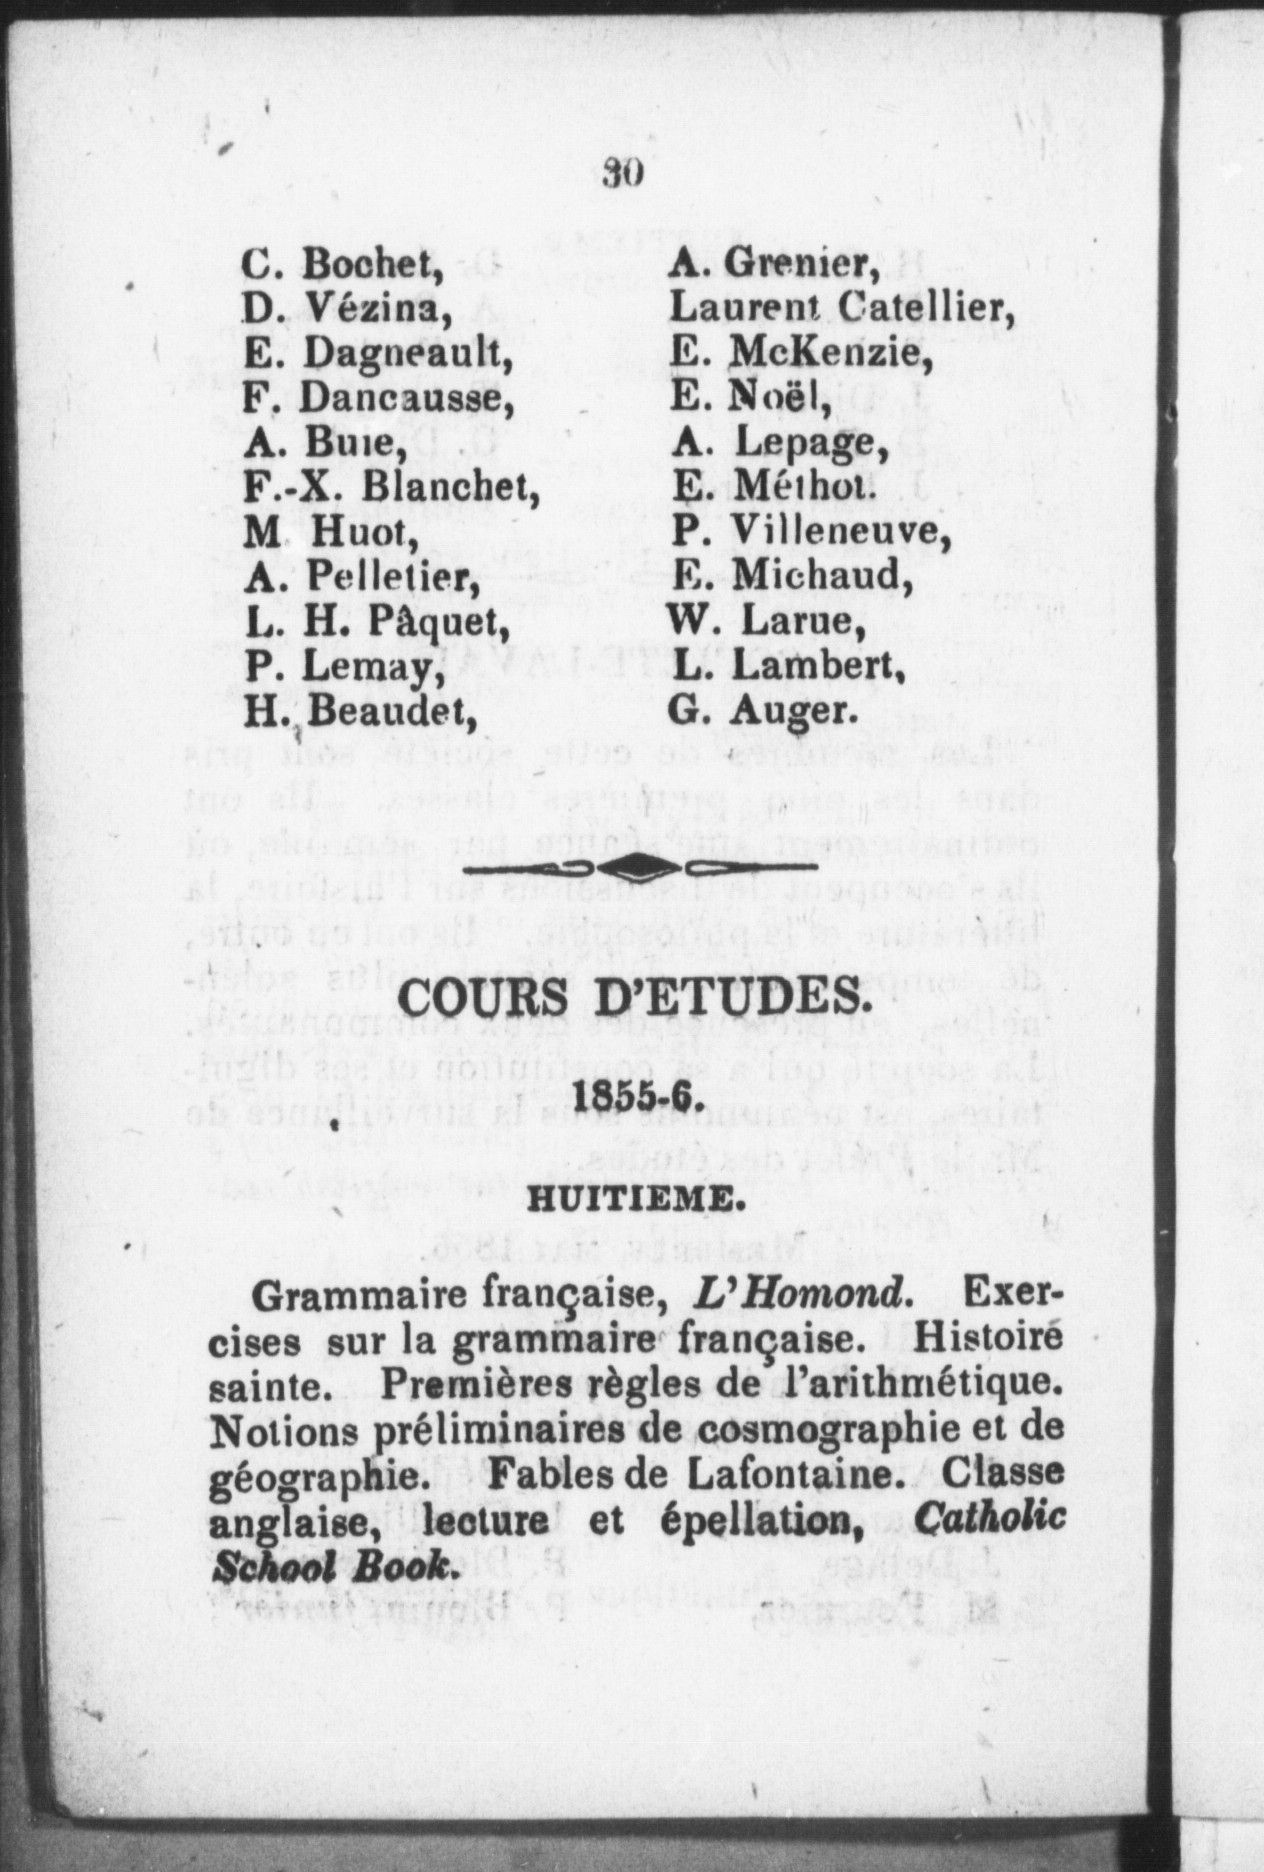 30
C. Bochet,
D. Vézina,
E. Dagneault,
F. Dancausse,
A. Buie,
F.-X. Blanchet,
M. Huot,
A. Pelletier,
L. H. Pâquet,
P. Lemay,
H. Beaudet,
A. Grenier,
Laurent Catellier,
E. McKenzie,
E. Noël,
A. Lepage,
E. Méthot.
P. Villeneuve,
E. Michaud,
W. Larue,
L. Lambert,
G. Auger.
COURS D'ETUDES.
1855-6.
HUITIEME.
Grammaire française, L'Homond. Exer-
cises sur la grammaire française. Histoire
sainte. Premières règles de l'arithmétique.
Notions préliminaires de cosmographie et de
géographie. Fables de Lafontaine. Classe
anglaise, lecture et épellation, Catholic
School Book.